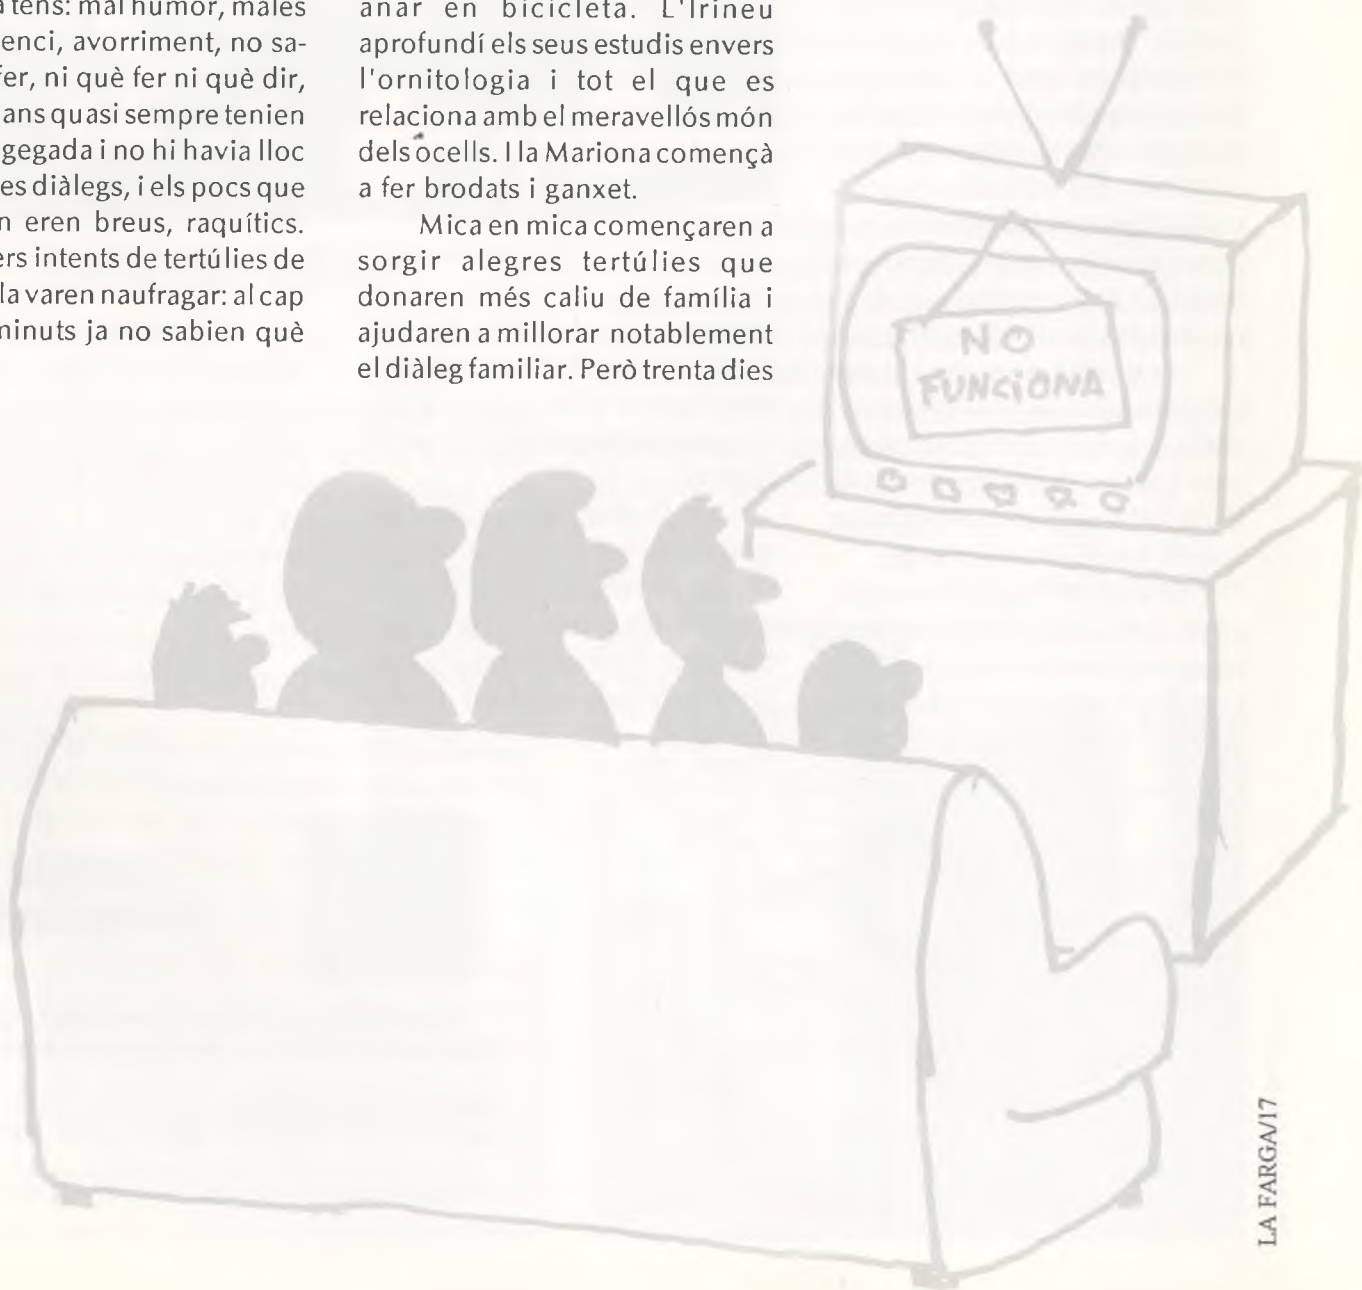 a tens: mal humor, males
enci, avorriment, no sa-
fer, ni què fer ni què dir,
ans quasi sempre tenien
gegada i no hi havia lloc
es diàlegs, i els pocs que
n eren breus, raquítics.
ers intents de tertúlies de
la varen naufragar: al cap
minuts ja no sabien què
anar en bicicleta. L'Irineu
aprofundí els seus estudis envers
l'ornitologia i tot el que es
relaciona amb el meravellós món
dels ocells. I la Mariona començà
a fer brodats i ganxet.
Mica en mica començaren a
sorgir alegres tertúlies que
donaren més caliu de família i
ajudaren a millorar notablement
el diàleg familiar. Però trenta dies
NO
FUNCIONA
LA FARGA/17